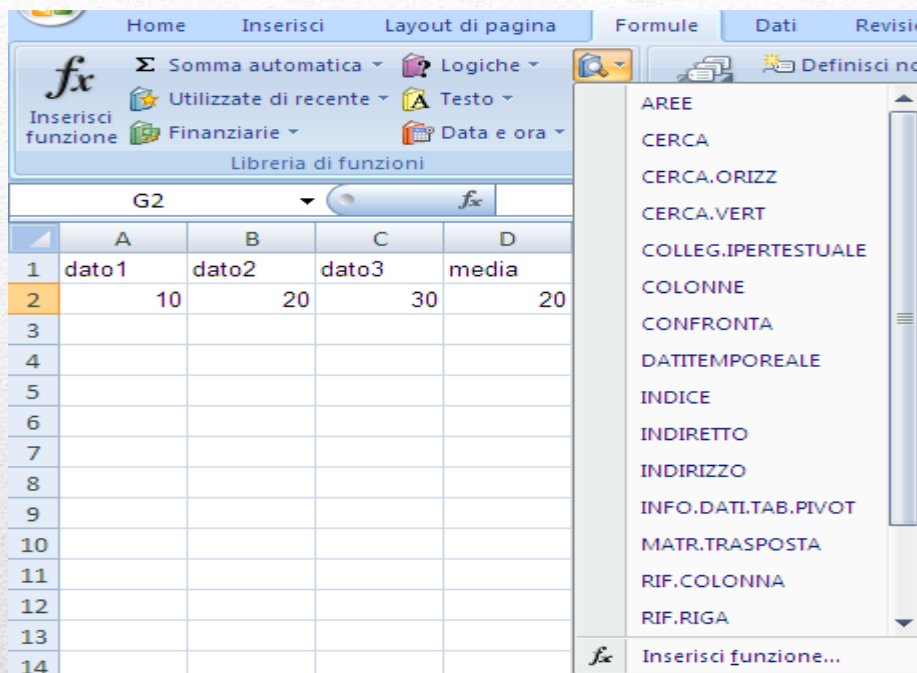 Home Inserisci Layout di pagina Formule Dati
fx Σ Somma automatica Logiche Definisci
Utilizzate di recente Testo
Inserisci funzione Finanziarie Data e ora
Libreria di funzioni
G2 fx
A B C D
1 dato1 dato2 dato3 media
2 10 20 30 20
3
4
5
6
7
8
9
10
11
12
13
14
AREE
CERCA
CERCA.ORIZZ
CERCA.VERT
COLLEG.IPERTESTUALE
COLONNE
CONFRONTA
DATITEMPOREALE
INDICE
INDIRETTO
INDIRIZZO
INFO.DATI.TAB.PIVOT
MATR.TRASPOSTA
RIF.COLONNA
RIF.RIGA
fx Inserisci funzione...